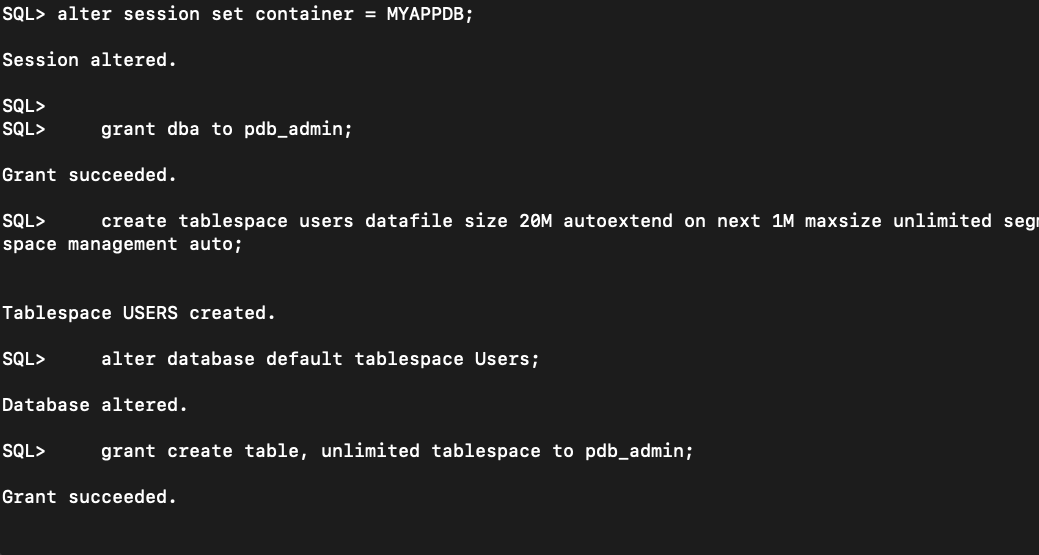 SQL> alter session set container = MYAPPDB;
Session altered.
SQL>
SQL> grant dba to pdb_admin;
Grant succeeded.
SQL> create tablespace users datafile size 20M autoextend on next 1M maxsize unlimited
space management auto;
Tablespace USERS created.
SQL> alter database default tablespace Users;
Database altered.
SQL> grant create table, unlimited tablespace to pdb_admin;
Grant succeeded.